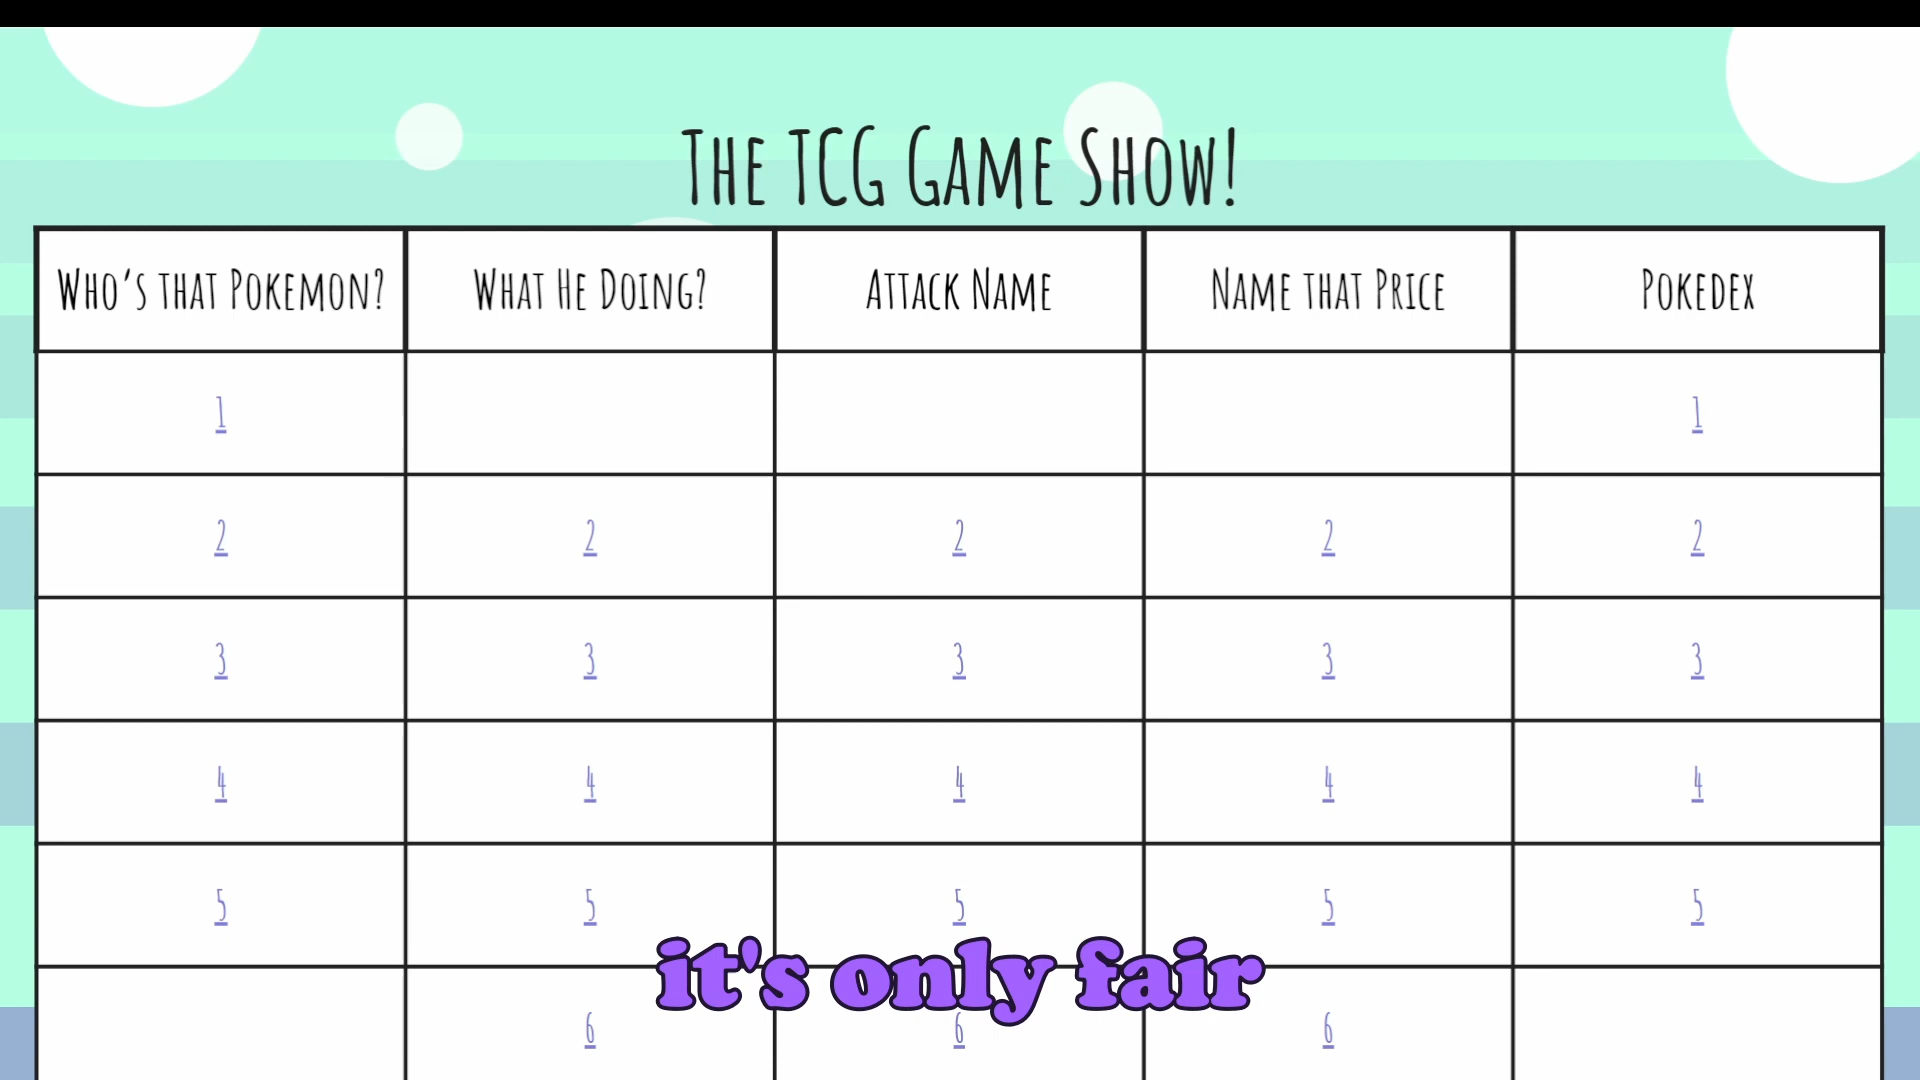 The TCG Game Show!
Who's that Pokemon? What He Doing? Attack Name Name that Price Pokedex
1 1
2 2 2 2 2
3 3 3 3 3
4 4 4 4 4
5 5 5 5 5
it's only fair
6 6 6